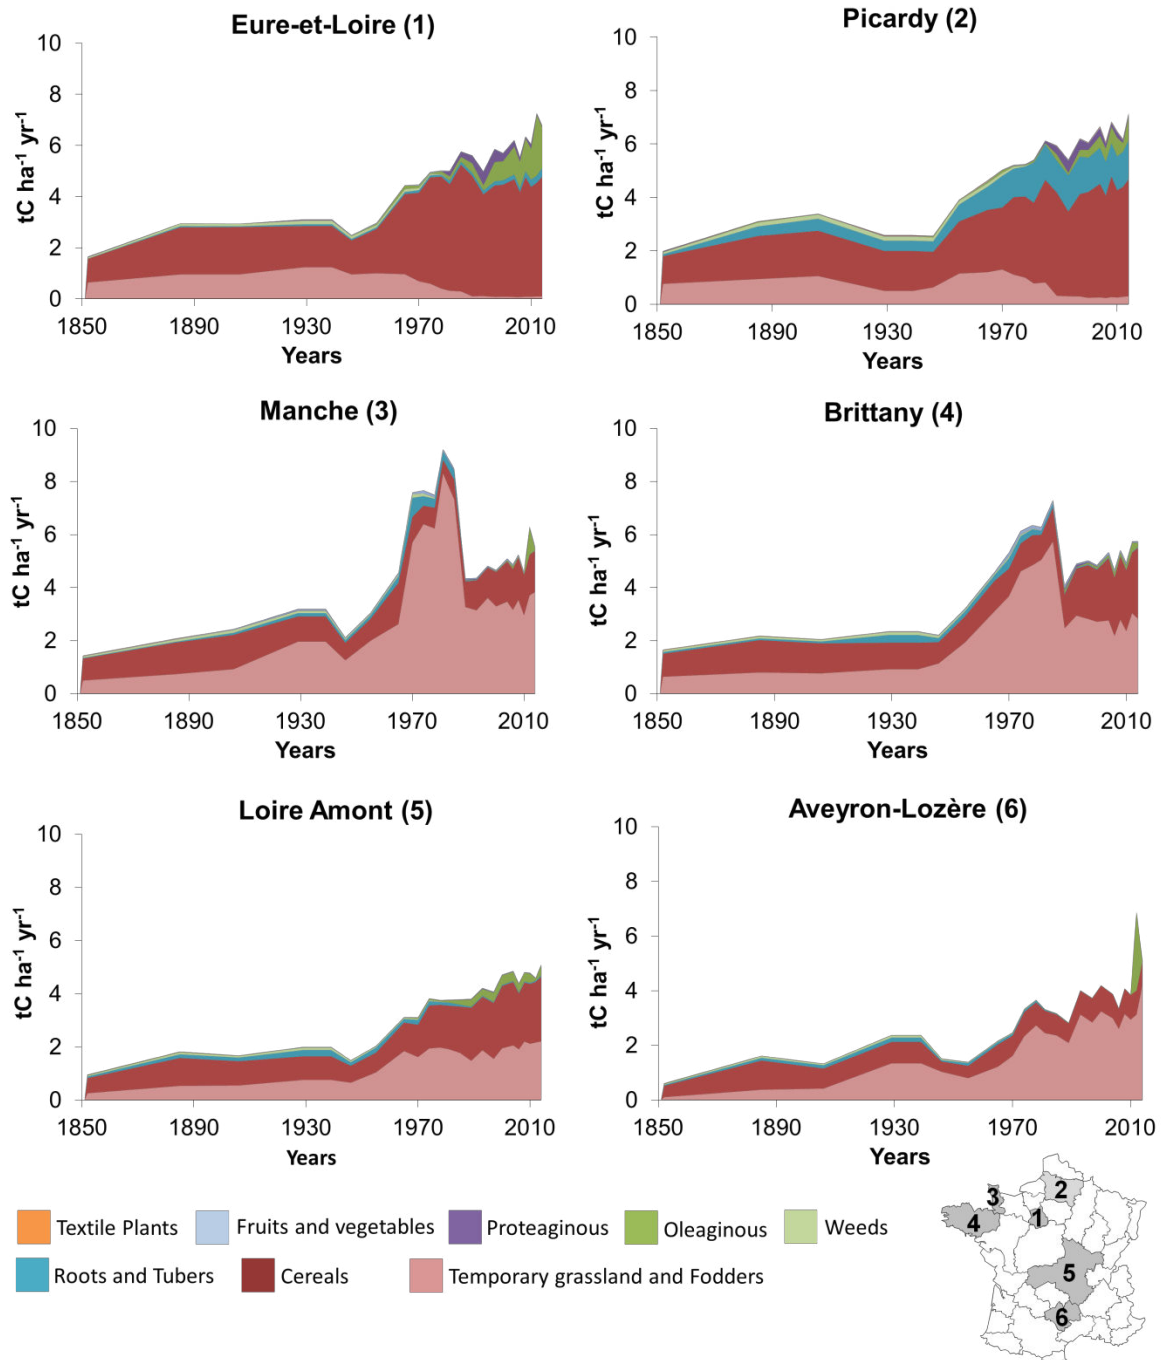 Eure-et-Loire (1)
10
8
6
4
2
0
tC ha⁻¹ yr⁻¹
1850 1890 1930 1970 2010
Years
Picardy (2)
10
8
6
4
2
0
tC ha⁻¹ yr⁻¹
1850 1890 1930 1970 2010
Years
Manche (3)
10
8
6
4
2
0
tC ha⁻¹ yr⁻¹
1850 1890 1930 1970 2010
Years
Brittany (4)
10
8
6
4
2
0
tC ha⁻¹ yr⁻¹
1850 1890 1930 1970 2010
Years
Loire Amont (5)
10
8
6
4
2
0
tC ha⁻¹ yr⁻¹
1850 1890 1930 1970 2010
Years
Aveyron-Lozère (6)
10
8
6
4
2
0
tC ha⁻¹ yr⁻¹
1850 1890 1930 1970 2010
Years
Textile Plants Fruits and vegetables Proteaginous Oleaginous Weeds
Roots and Tubers Cereals Temporary grassland and Fodders
2
3
1
4
5
6